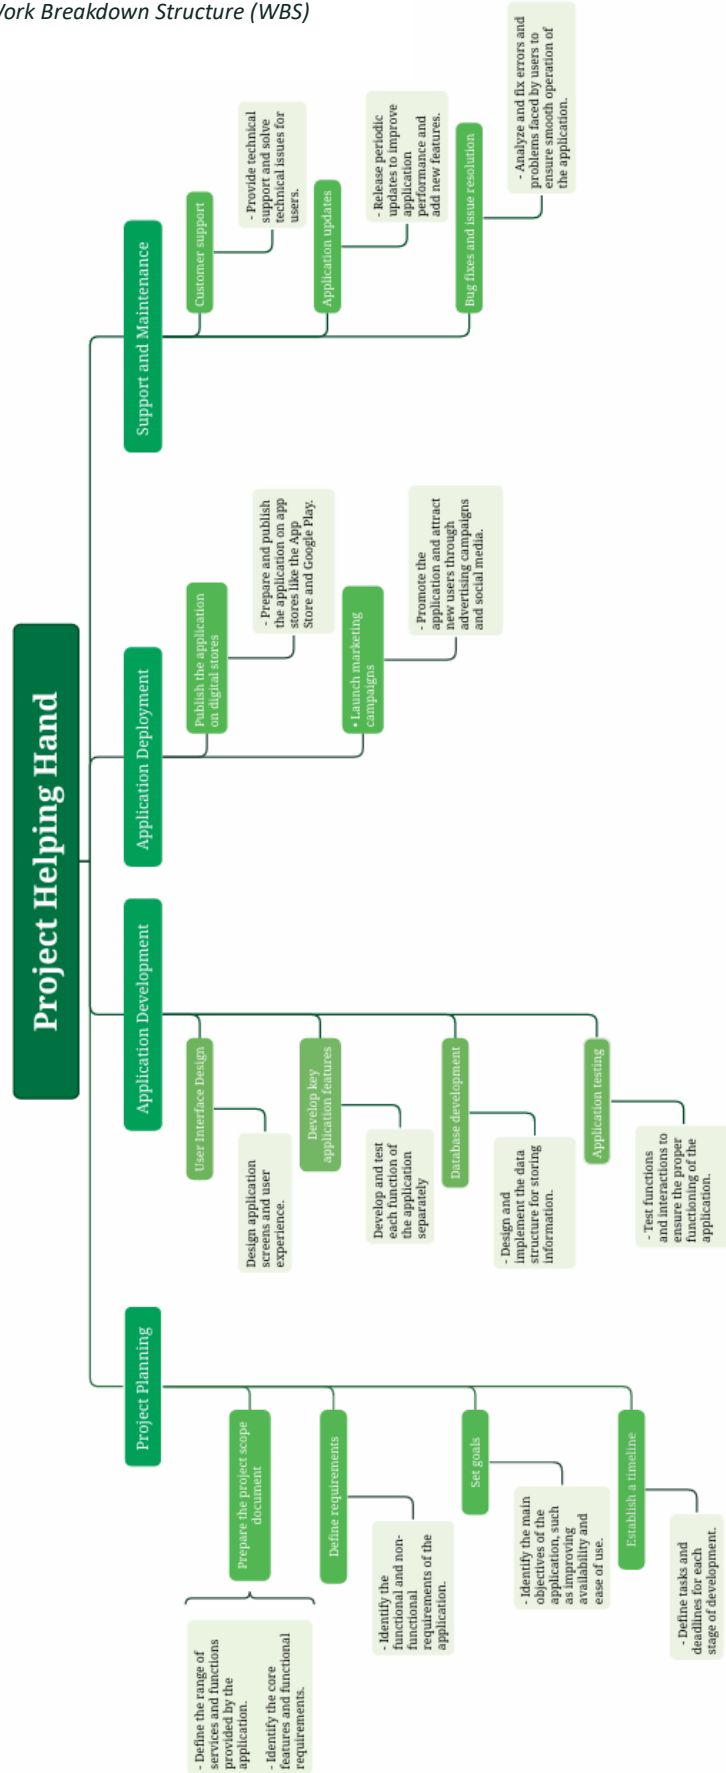 Work Breakdown Structure (WBS)
Project Helping Hand
Project Planning
Prepare the project scope
document
- Define the range of
services and functions
provided by the
application.
- Identify the core
features and functional
requirements.
Define requirements
- Identify the
functional and non-
functional
requirements of the
application.
Set goals
- Identify the main
objectives of the
application, such
as improving
availability and
ease of use.
Establish a timeline
- Define tasks and
deadlines for each
stage of development.
Application Development
User Interface Design
Design application
screens and user
experience.
Develop key
application features
Develop and test
each function of
the application
separately
Database development
- Design and
implement the data
structure for storing
information.
Application testing
- Test functions
and interactions to
ensure the proper
functioning of the
application.
Application Deployment
Publish the application
on digital stores
- Prepare and publish
the application on app
stores like the App
Store and Google Play.
• Launch marketing
campaigns
- Promote the
application and attract
new users through
advertising campaigns
and social media.
Support and Maintenance
Customer support
- Provide technical
support and solve
technical issues for
users.
Application updates
- Release periodic
updates to improve
application
performance and
add new features.
Bug fixes and issue resolution
- Analyze and fix errors and
problems faced by users to
ensure smooth operation of
the application.